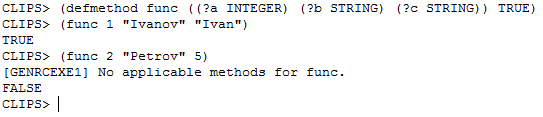 CLIPS> (defmethod func ((?a INTEGER) (?b STRING) (?c STRING)) TRUE)
CLIPS> (func 1 "Ivanov" "Ivan")
TRUE
CLIPS> (func 2 "Petrov" 5)
[GENRCEXE1] No applicable methods for func.
FALSE
CLIPS>